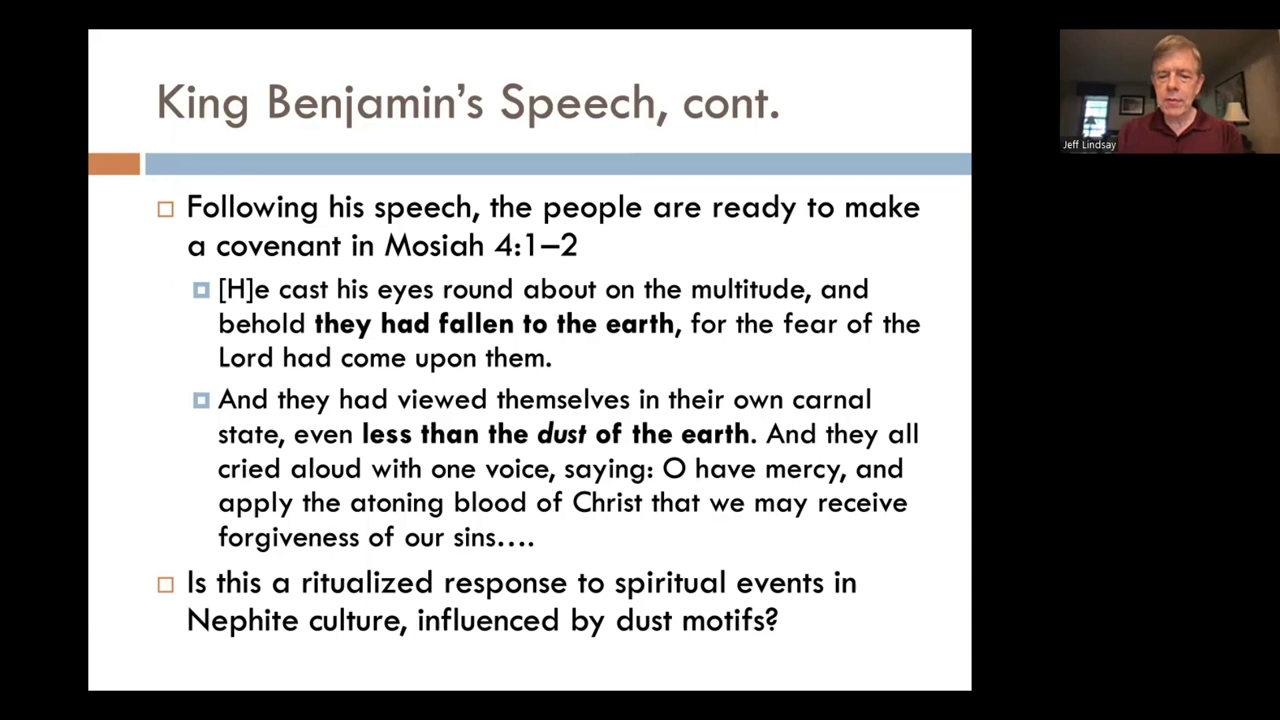 King Benjamin's Speech, cont.
Following his speech, the people are ready to make
a covenant in Mosiah 4:1–2
[H]e cast his eyes round about on the multitude, and
behold they had fallen to the earth, for the fear of the
Lord had come upon them.
And they had viewed themselves in their own carnal
state, even less than the dust of the earth. And they all
cried aloud with one voice, saying: O have mercy, and
apply the atoning blood of Christ that we may receive
forgiveness of our sins….
Is this a ritualized response to spiritual events in
Nephite culture, influenced by dust motifs?
Jeff Lindsay